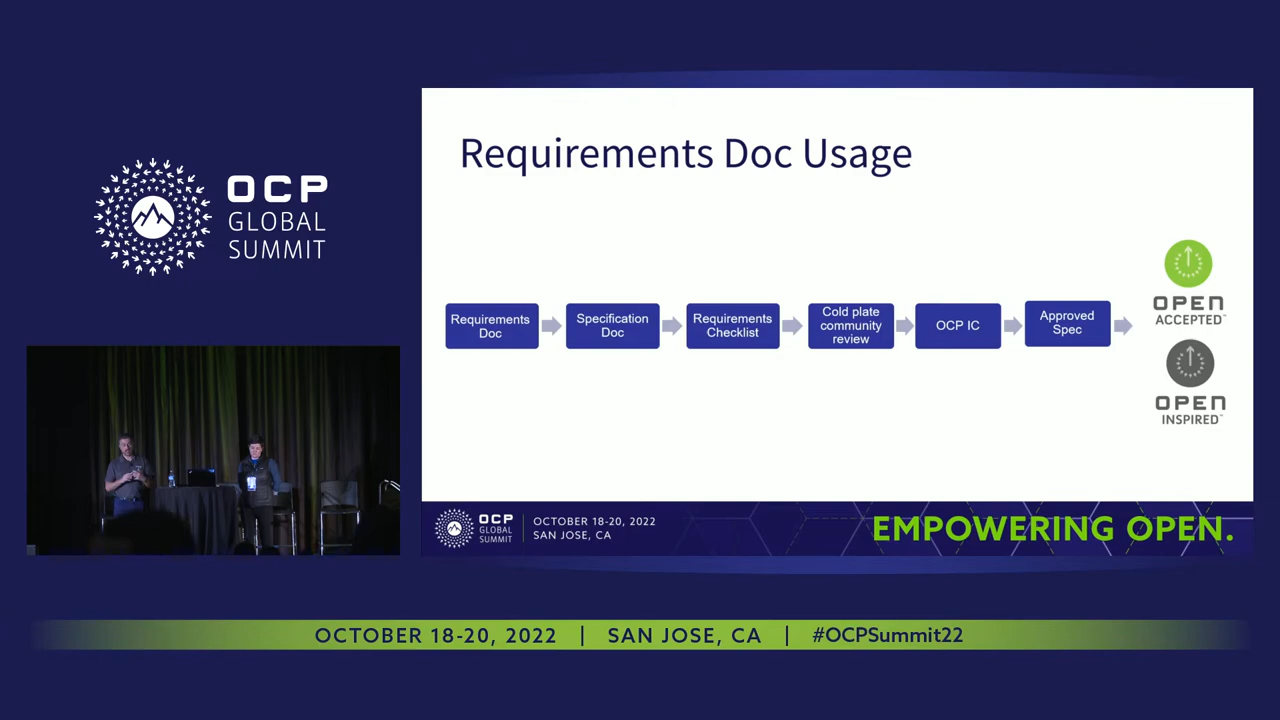 OCP
GLOBAL
SUMMIT
Requirements Doc Usage
Requirements
Doc
Specification
Doc
Requirements
Checklist
Cold plate
community
review
OCP IC
Approved
Spec
OPEN
ACCEPTED™
OPEN
INSPIRED™
OCP
GLOBAL
SUMMIT
OCTOBER 18-20, 2022
SAN JOSE, CA
EMPOWERING OPEN.
OCTOBER 18-20, 2022 | SAN JOSE, CA | #OCPSummit22